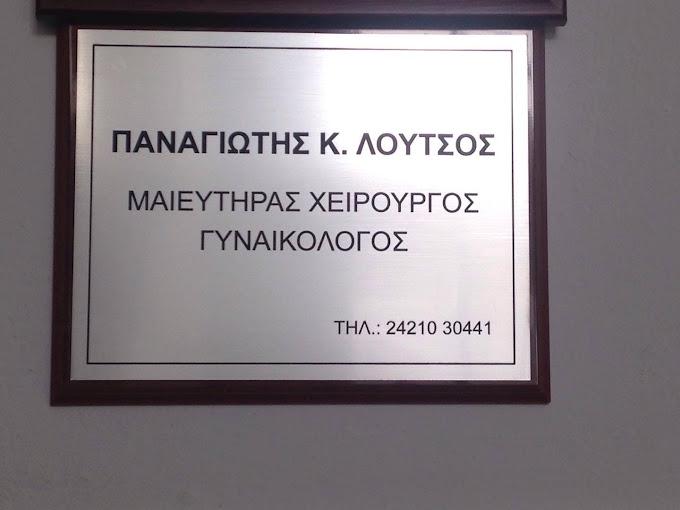 ΠΑΝΑΓΙΩΤΗΣ Κ. ΛΟΥΤΣΟΣ
ΜΑΙΕΥΤΗΡΑΣ ΧΕΙΡΟΥΡΓΟΣ
ΓΥΝΑΙΚΟΛΟΓΟΣ
ΤΗΛ.: 24210 30441